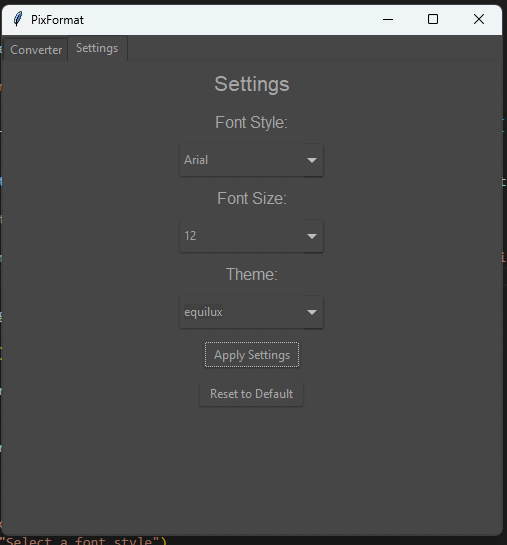 PixFormat
Converter
Settings
Settings
Font Style:
Arial
Font Size:
12
Theme:
equilux
Apply Settings
Reset to Default
"Select a font style")